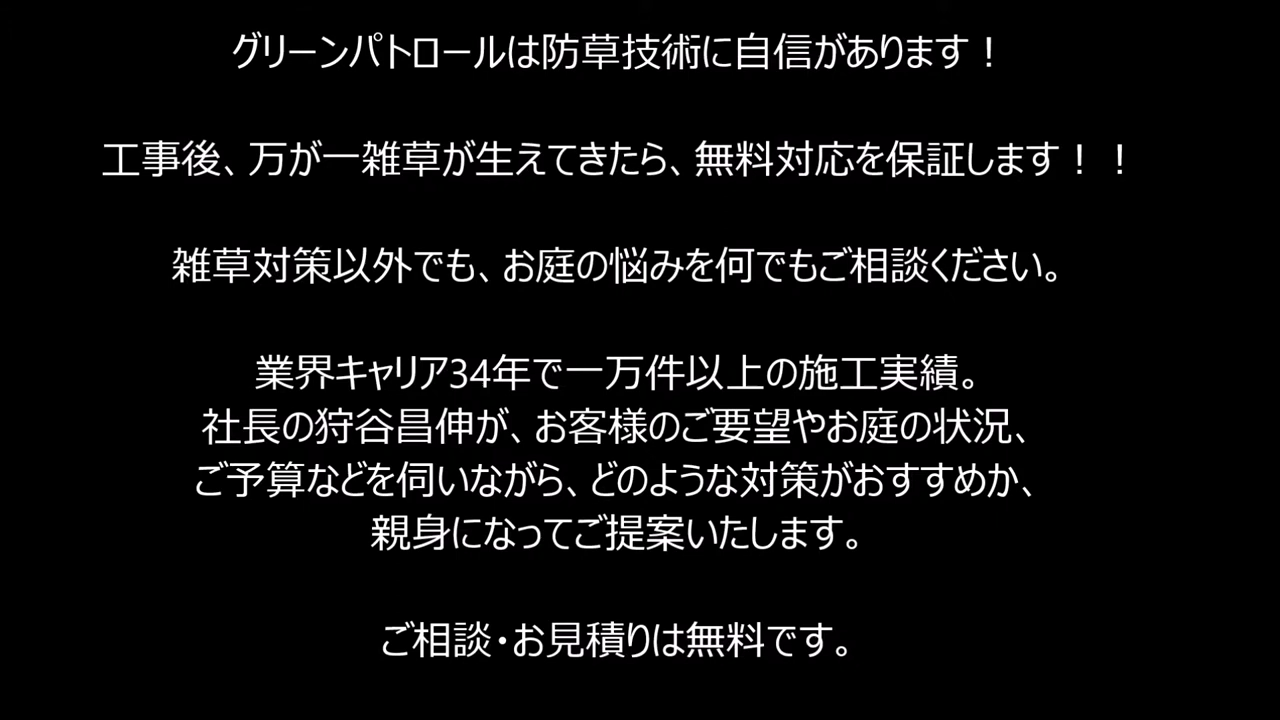 グリーンパトロールは防草技術に自信があります！
工事後、万が一雑草が生えてきたら、無料対応を保証します！！
雑草対策以外でも、お庭の悩みを何でもご相談ください。
業界キャリア34年で一万件以上の施工実績。
社長の狩谷昌伸が、お客様のご要望やお庭の状況、
ご予算などを伺いながら、どのような対策がおすすめか、
親身になってご提案いたします。
ご相談・お見積りは無料です。